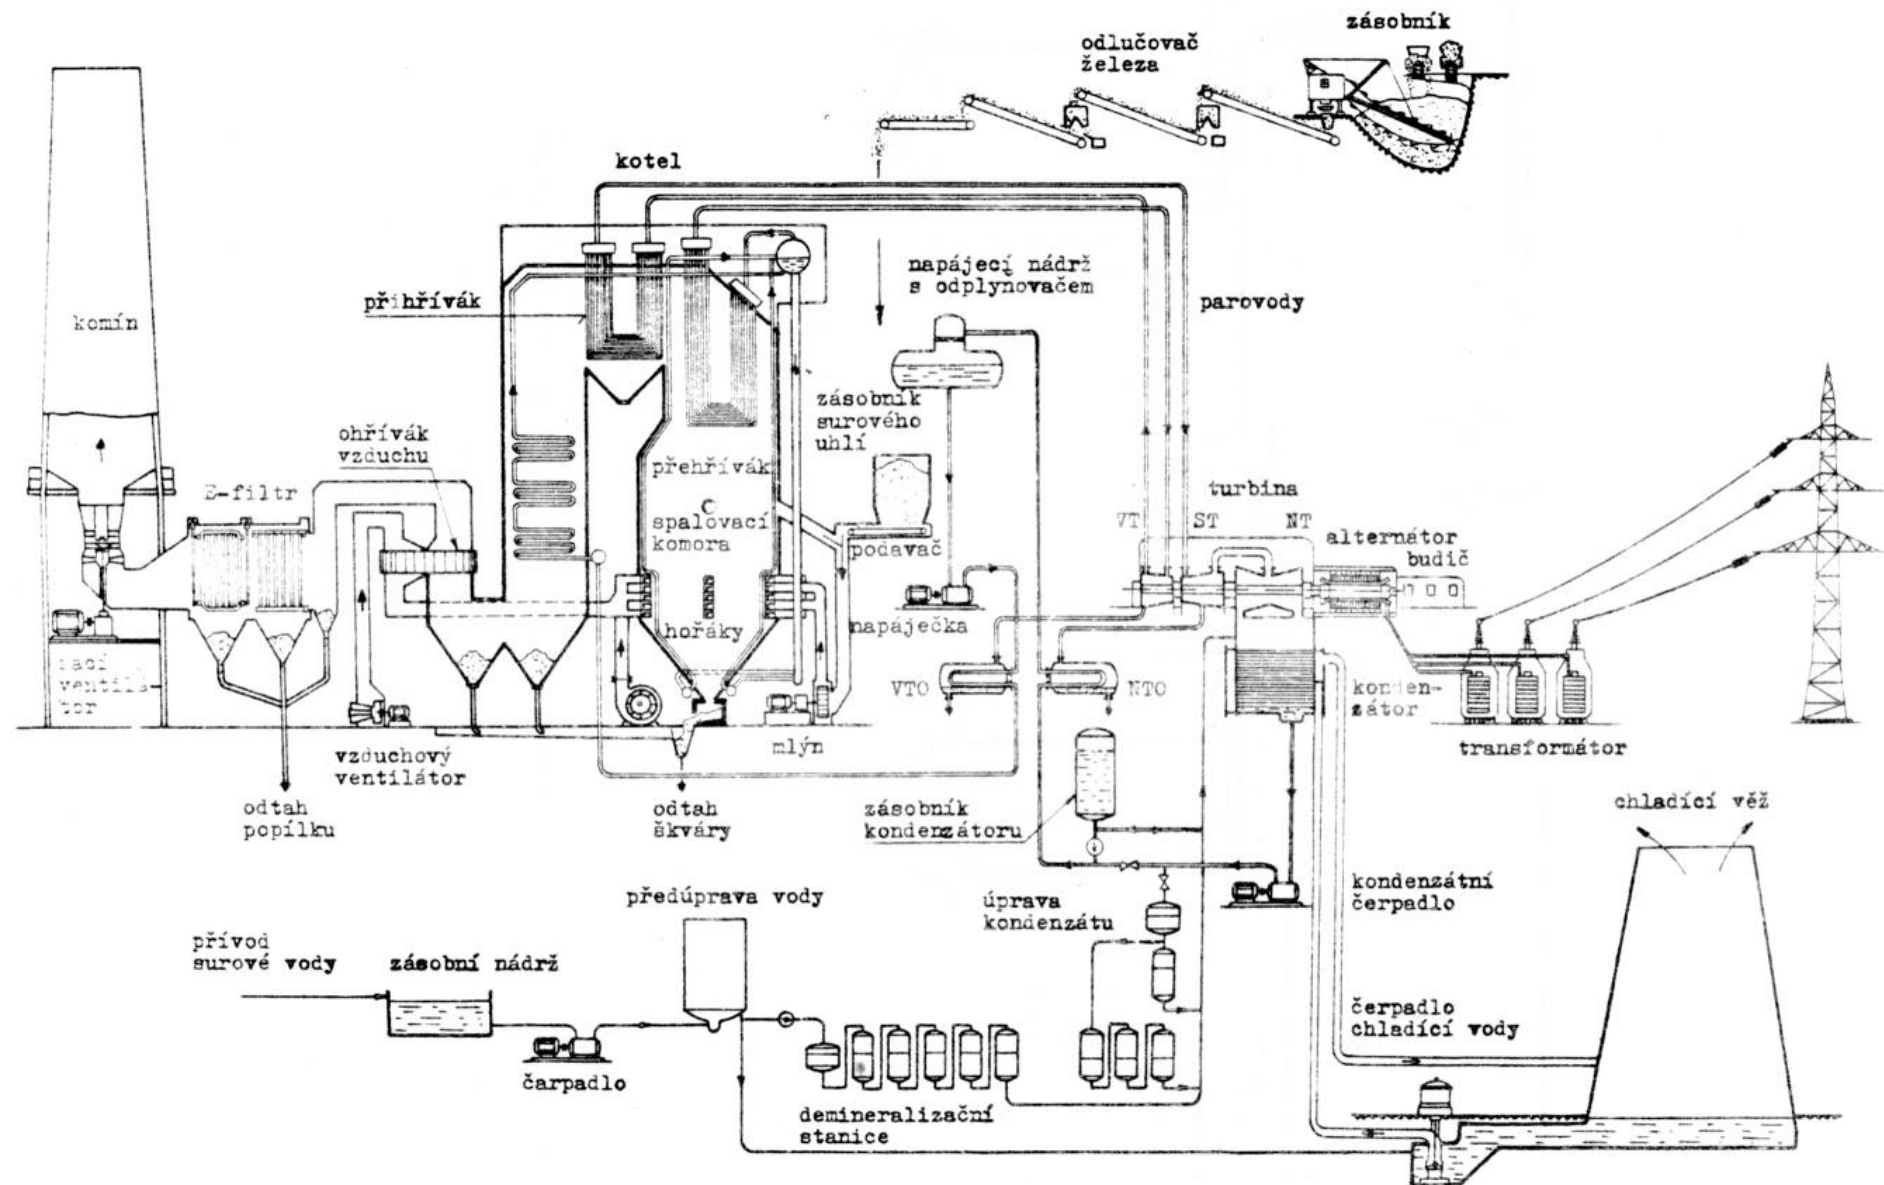 zásobník
odlučovač
železa
kotel
napájecí nádrž
s odplynovačem
přihřívák
parovody
komín
zásobník
surového
uhlí
ohřívák
vzduchu
přehřívák
E-filtr
turbina
VT
ST
NT
spalovací
komora
podavač
alternátor
budič
hořáky
napáječka
ventilá-
tor
VTO
NTO
konden-
zátor
mlýn
transformátor
vzduchový
ventilátor
odtah
popílku
odtah
škváry
zásobník
kondenzátoru
chladící věž
předúprava vody
úprava
kondenzátu
kondenzátní
čerpadlo
přívod
surové vody
zásobní nádrž
čerpadlo
chladící vody
čarpadlo
demineralizační
stanice